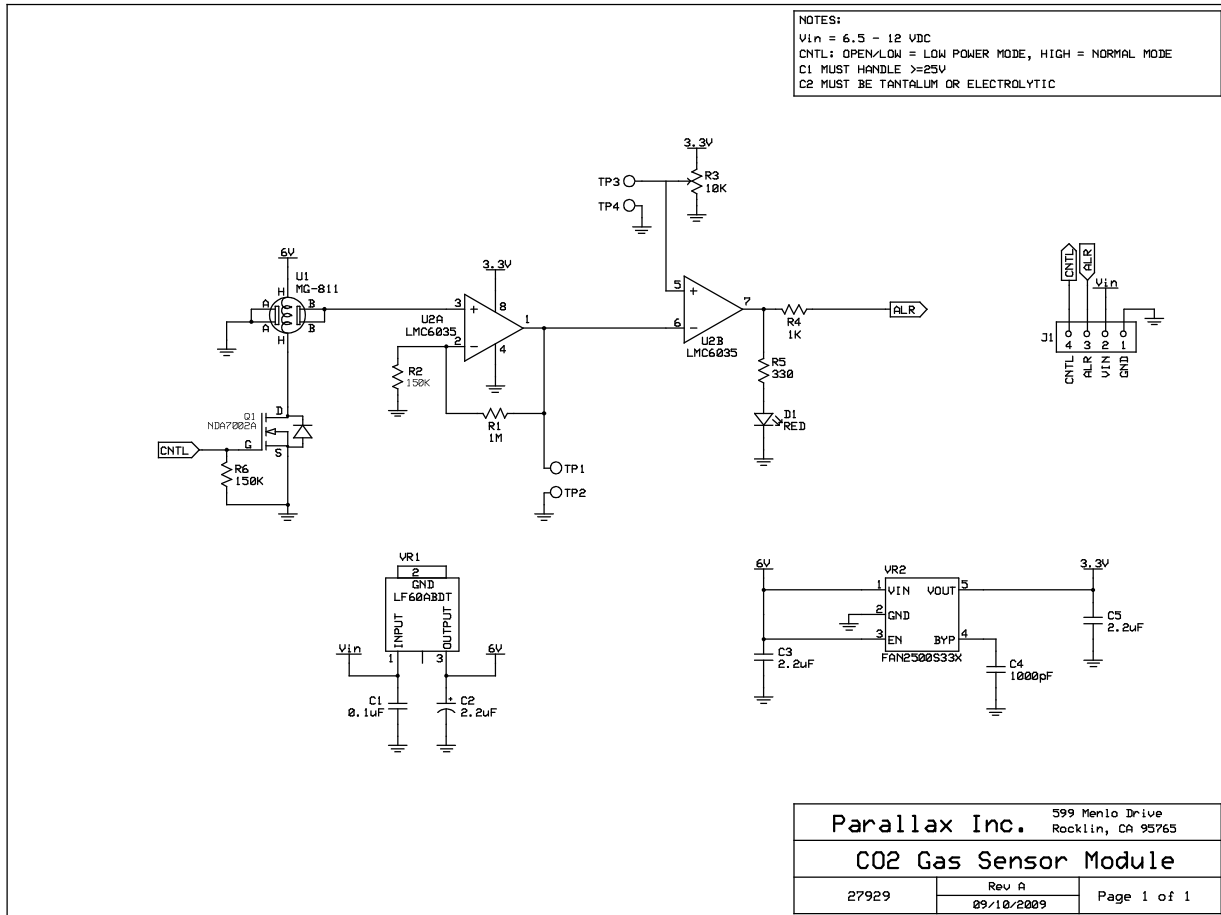 NOTES:
Vin = 6.5 - 12 VDC
CNTL: OPEN/LOW = LOW POWER MODE, HIGH = NORMAL MODE
C1 MUST HANDLE >=25V
C2 MUST BE TANTALUM OR ELECTROLYTIC
3.3V
R3
10K
TP3
TP4
6V
U1
MG-811
H
A
B
A
B
H
3.3V
3
+
8
1
U2A
LMC6035
2
-
4
R2
150K
R1
1M
TP1
TP2
5
+
7
6
-
U2B
LMC6035
R4
1K
ALR
R5
330
D1
RED
CNTL
ALR
Vin
J1
4
3
2
1
CNTL
ALR
VIN
GND
Q1
NDA7002A
D
G
S
CNTL
R6
150K
VR1
2
GND
LF60ABDT
INPUT
OUTPUT
1
3
Vin
6V
C1
0.1uF
+
C2
2.2uF
6V
VR2
3.3V
1
VIN
VOUT
5
2
GND
3
EN
BYP
4
FAN2500S33X
C3
2.2uF
C4
1000pF
C5
2.2uF
Parallax Inc.
599 Menlo Drive
Rocklin, CA 95765
CO2 Gas Sensor Module
27929
Rev A
09/10/2009
Page 1 of 1